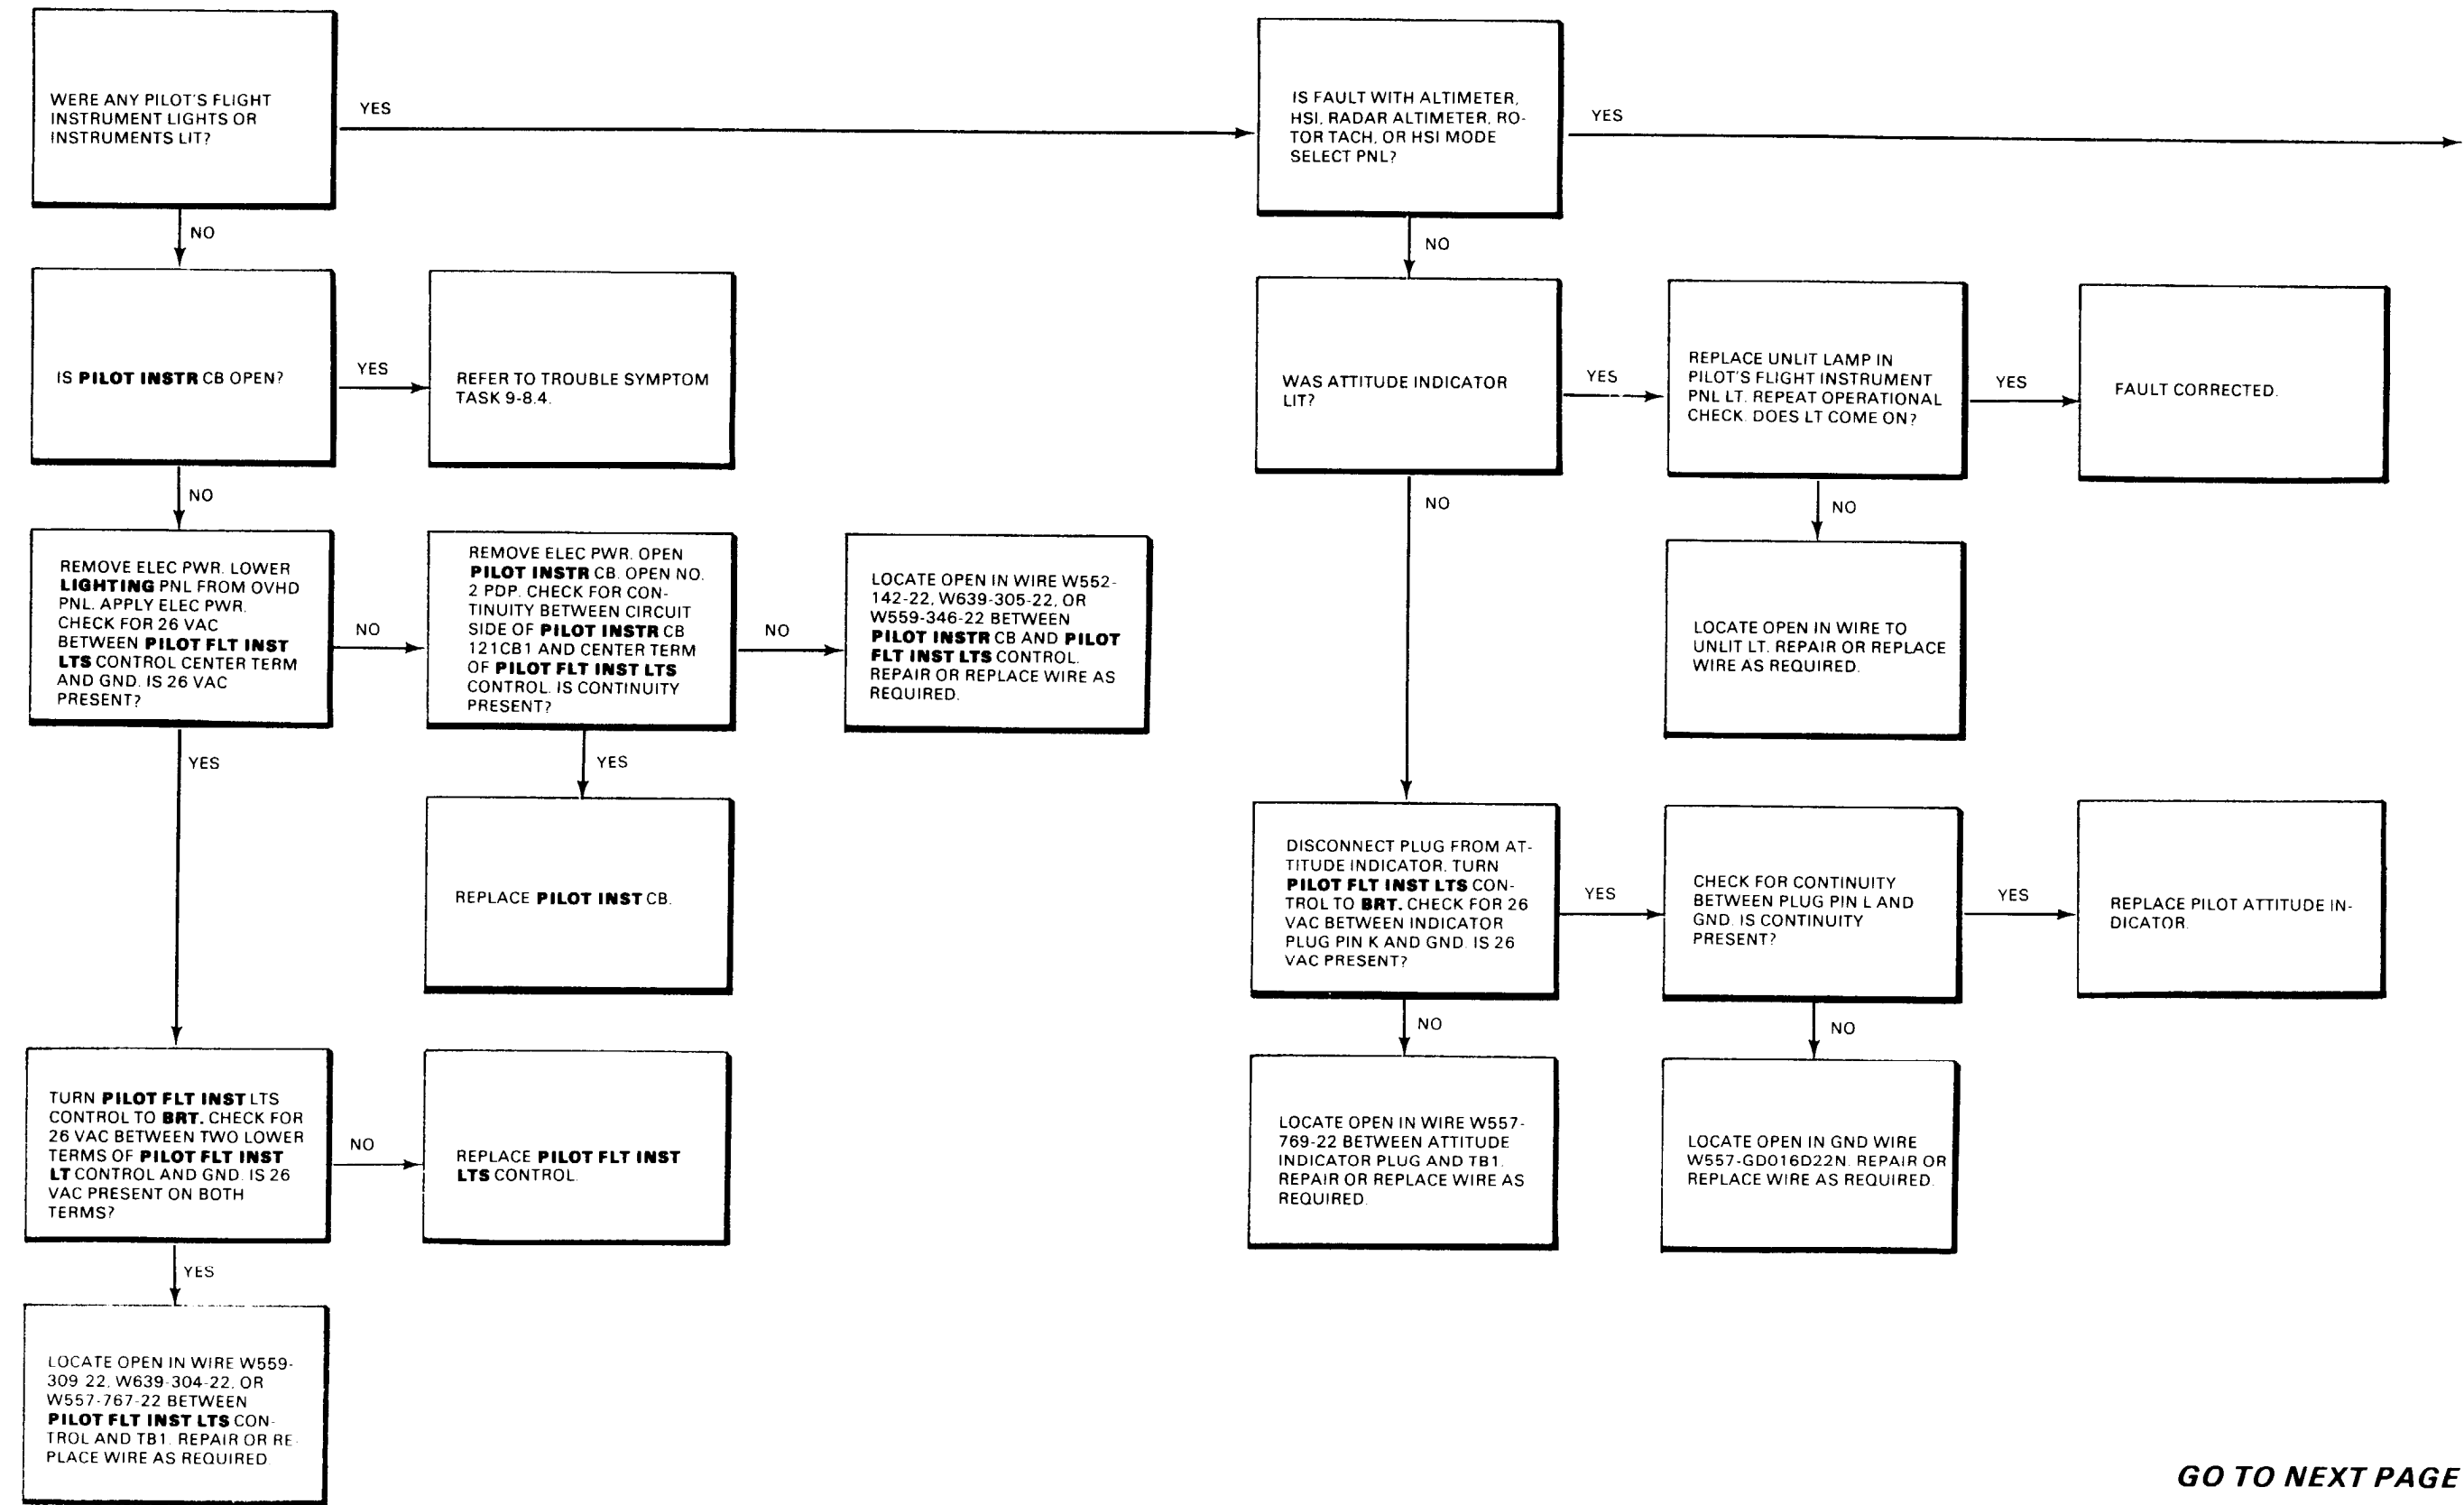 WERE ANY PILOT'S FLIGHT
INSTRUMENT LIGHTS OR
INSTRUMENTS LIT?
YES
IS FAULT WITH ALTIMETER,
HSI, RADAR ALTIMETER, RO-
TOR TACH, OR HSI MODE
SELECT PNL?
YES
NO
NO
IS PILOT INSTR CB OPEN?
YES
REFER TO TROUBLE SYMPTOM
TASK 9-8.4.
WAS ATTITUDE INDICATOR
LIT?
YES
REPLACE UNLIT LAMP IN
PILOT'S FLIGHT INSTRUMENT
PNL LT. REPEAT OPERATIONAL
CHECK. DOES LT COME ON?
YES
FAULT CORRECTED.
NO
NO
NO
REMOVE ELEC PWR. LOWER
LIGHTING PNL FROM OVHD
PNL. APPLY ELEC PWR.
CHECK FOR 26 VAC
BETWEEN PILOT FLT INST
LTS CONTROL CENTER TERM
AND GND. IS 26 VAC
PRESENT?
NO
REMOVE ELEC PWR. OPEN
PILOT INSTR CB. OPEN NO.
2 PDP. CHECK FOR CON-
TINUITY BETWEEN CIRCUIT
SIDE OF PILOT INSTR CB
121CB1 AND CENTER TERM
OF PILOT FLT INST LTS
CONTROL. IS CONTINUITY
PRESENT?
NO
LOCATE OPEN IN WIRE W552-
142-22, W639-305-22, OR
W559-346-22 BETWEEN
PILOT INSTR CB AND PILOT
FLT INST LTS CONTROL.
REPAIR OR REPLACE WIRE AS
REQUIRED.
LOCATE OPEN IN WIRE TO
UNLIT LT. REPAIR OR REPLACE
WIRE AS REQUIRED.
YES
YES
REPLACE PILOT INST CB.
DISCONNECT PLUG FROM AT-
TITUDE INDICATOR. TURN
PILOT FLT INST LTS CON-
TROL TO BRT. CHECK FOR 26
VAC BETWEEN INDICATOR
PLUG PIN K AND GND. IS 26
VAC PRESENT?
YES
CHECK FOR CONTINUITY
BETWEEN PLUG PIN L AND
GND. IS CONTINUITY
PRESENT?
YES
REPLACE PILOT ATTITUDE IN-
DICATOR.
NO
NO
TURN PILOT FLT INST LTS
CONTROL TO BRT. CHECK FOR
26 VAC BETWEEN TWO LOWER
TERMS OF PILOT FLT INST
LT CONTROL AND GND. IS 26
VAC PRESENT ON BOTH
TERMS?
NO
REPLACE PILOT FLT INST
LTS CONTROL.
LOCATE OPEN IN WIRE W557-
769-22 BETWEEN ATTITUDE
INDICATOR PLUG AND TB1.
REPAIR OR REPLACE WIRE AS
REQUIRED.
LOCATE OPEN IN GND WIRE
W557-GD016D22N. REPAIR OR
REPLACE WIRE AS REQUIRED.
YES
LOCATE OPEN IN WIRE W559-
309-22, W639-304-22, OR
W557-767-22 BETWEEN
PILOT FLT INST LTS CON-
TROL AND TB1. REPAIR OR RE-
PLACE WIRE AS REQUIRED.
GO TO NEXT PAGE